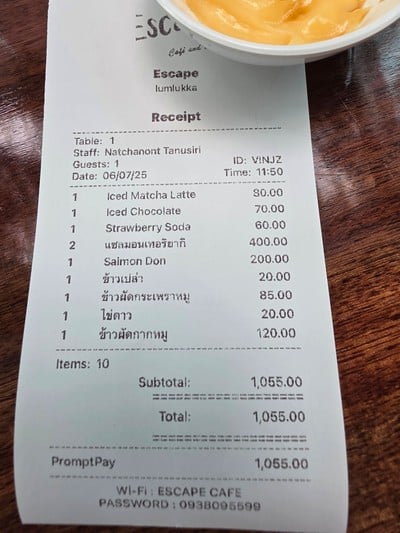 Escape
lumlukka
Receipt
Table: 1
Staff: Natchanont Tanusiri
Guests: 1 ID: V!NJZ
Date: 06/07/25 Time: 11:50
1 Iced Matcha Latte 80.00
1 Iced Chocolate 70.00
1 Strawberry Soda 60.00
2 แซลมอนเทอริยากิ 400.00
1 Salmon Don 200.00
1 ข้าวเปล่า 20.00
1 ข้าวผัดกระเพราหมู 85.00
1 ไข่ดาว 20.00
1 ข้าวผัดกากหมู 120.00
Items: 10
Subtotal: 1,055.00
Total: 1,055.00
PromptPay 1,055.00
Wi-Fi : ESCAPE CAFE
PASSWORD : 0938095599